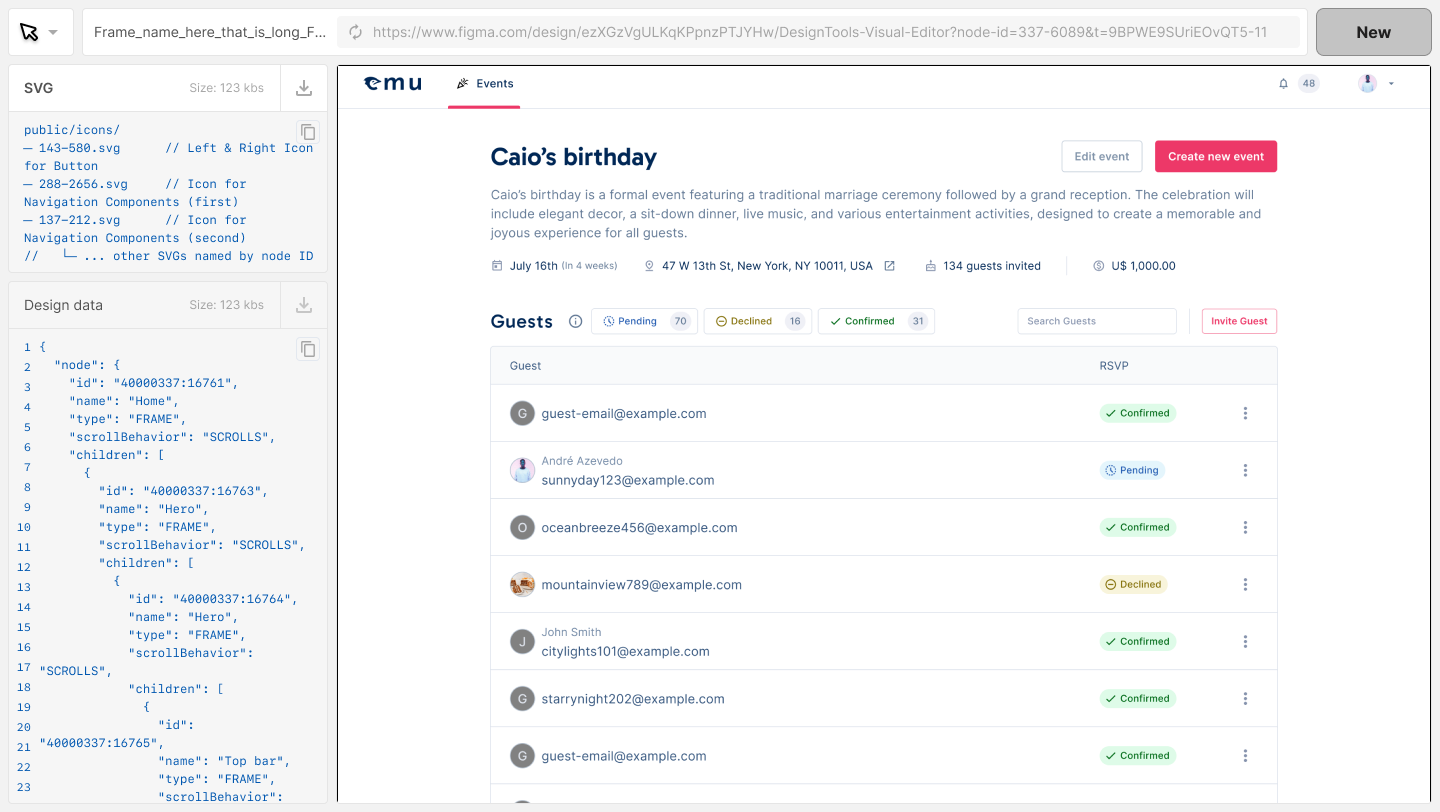 Frame_name_here_that_is_long_F...
https://www.figma.com/design/ezXGzVgULKqKPpnzPTJYHw/DesignTools-Visual-Editor?node-id=337-6089&t=9BPWE9SUriEOvQT5-11
New
SVG
Size: 123 kbs
public/icons/
— 143-580.svg // Left & Right Icon
for Button
— 288-2656.svg // Icon for
Navigation Components (first)
— 137-212.svg // Icon for
Navigation Components (second)
// └─ ... other SVGs named by node ID
Design data
Size: 123 kbs
1
2
3
4
5
6
7
8
9
10
11
12
13
14
15
16
17
18
19
20
21
22
23
{
"node": {
"id": "40000337:16761",
"name": "Home",
"type": "FRAME",
"scrollBehavior": "SCROLLS",
"children": [
{
"id": "40000337:16763",
"name": "Hero",
"type": "FRAME",
"scrollBehavior": "SCROLLS",
"children": [
{
"id": "40000337:16764",
"name": "Hero",
"type": "FRAME",
"scrollBehavior":
"SCROLLS",
"children": [
{
"id":
"40000337:16765",
"name": "Top bar",
"type": "FRAME",
"scrollBehavior":
emu
Events
48
Caio’s birthday
Edit event
Create new event
Caio’s birthday is a formal event featuring a traditional marriage ceremony followed by a grand reception. The celebration will
include elegant decor, a sit-down dinner, live music, and various entertainment activities, designed to create a memorable and
joyous experience for all guests.
July 16th (In 4 weeks)
47 W 13th St, New York, NY 10011, USA
134 guests invited
U$ 1,000.00
Guests
Pending 70
Declined 16
Confirmed 31
Search Guests
Invite Guest
Guest
RSVP
G
guest-email@example.com
Confirmed
André Azevedo
sunnyday123@example.com
Pending
O
oceanbreeze456@example.com
Confirmed
mountainview789@example.com
Declined
J
John Smith
citylights101@example.com
Confirmed
G
starrynight202@example.com
Confirmed
G
guest-email@example.com
Confirmed